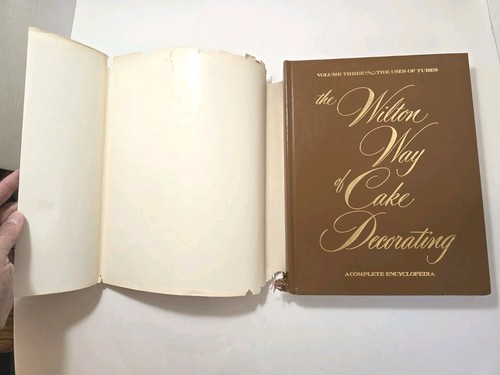 VOLUME THREE THE USES OF TUBES
the Wilton
Way
of Cake
Decorating
A COMPLETE ENCYCLOPEDIA